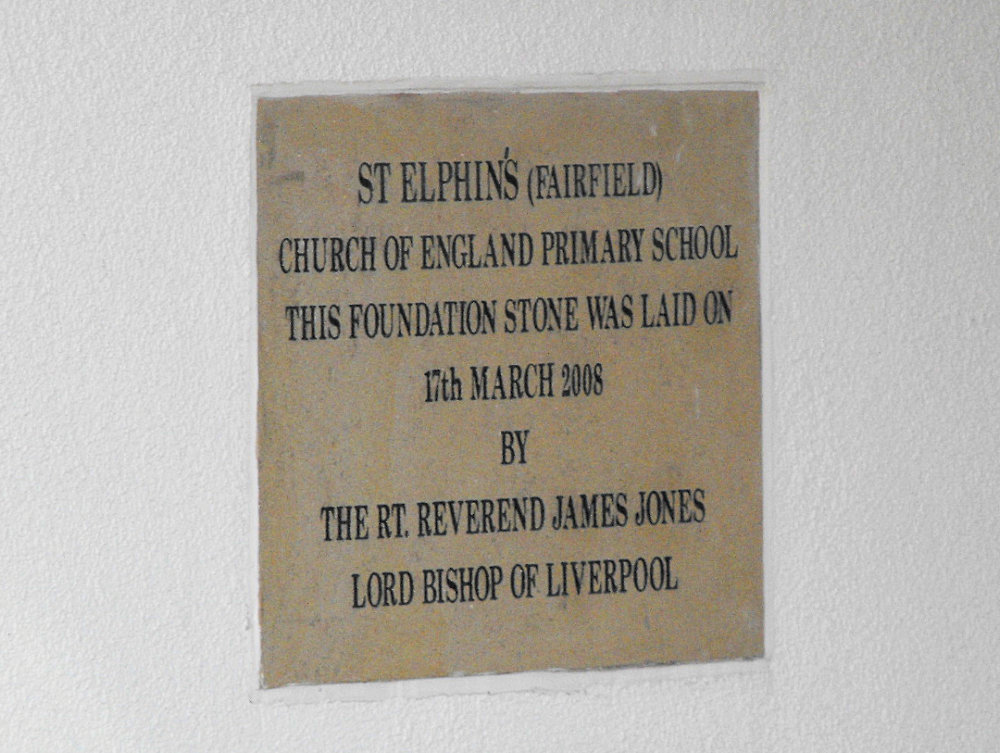 ST ELPHIN'S (FAIRFIELD)
CHURCH OF ENGLAND PRIMARY SCHOOL
THIS FOUNDATION STONE WAS LAID ON
17th MARCH 2008
BY
THE RT. REVEREND JAMES JONES
LORD BISHOP OF LIVERPOOL